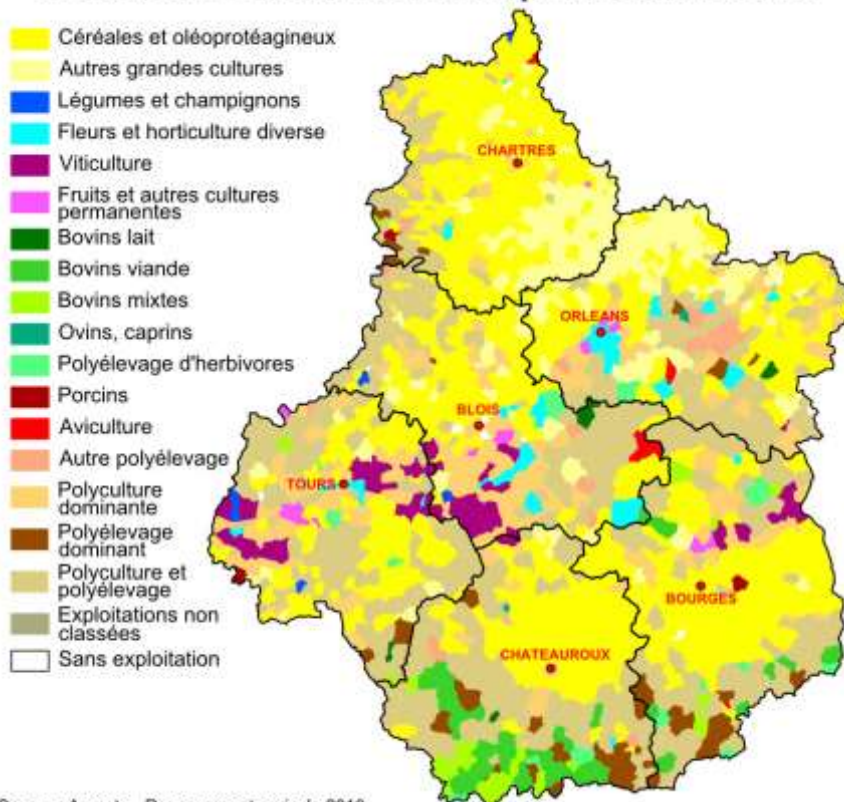 Céréales et oléoprotéagineux
Autres grandes cultures
Légumes et champignons
Fleurs et horticulture diverse
Viticulture
Fruits et autres cultures
permanentes
Bovins lait
Bovins viande
Bovins mixtes
Ovins, caprins
Polyélevage d'herbivores
Porcins
Aviculture
Autre polyélevage
Polyculture
dominante
Polyélevage
dominant
Polyculture et
polyélevage
Exploitations non
classées
Sans exploitation
CHARTRES
ORLEANS
BLOIS
TOURS
BOURGES
CHATEAUROUX